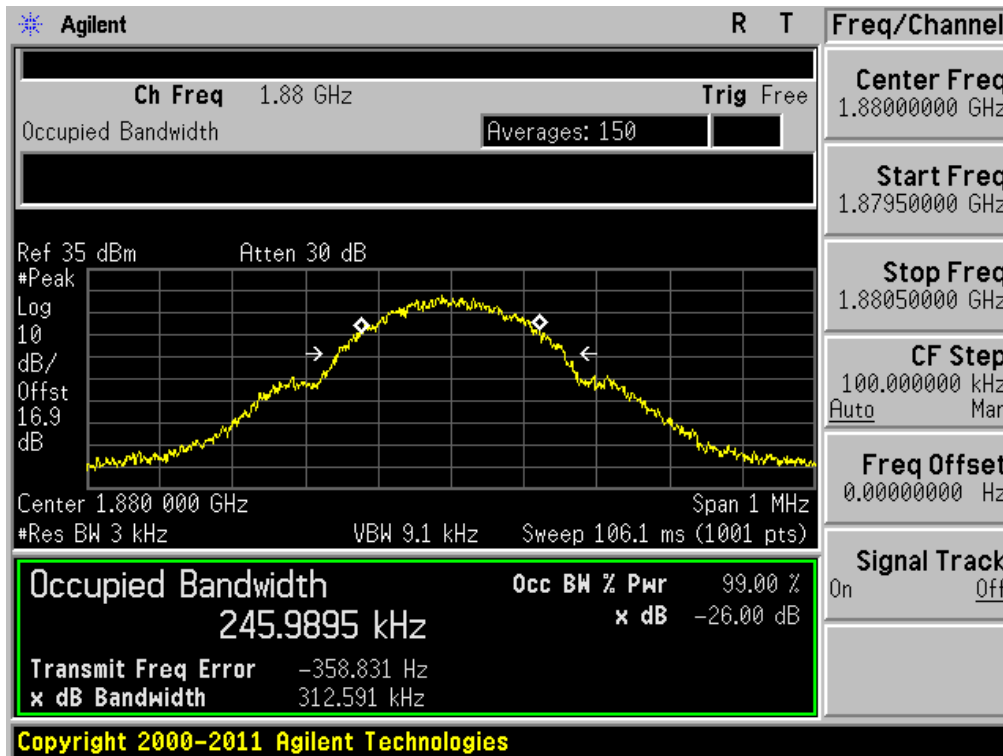 Agilent R T Freq/Channel
Ch Freq 1.88 GHz Trig Free
Occupied Bandwidth Averages: 150
Center Freq
1.88000000 GHz
Start Freq
1.87950000 GHz
Stop Freq
1.88050000 GHz
CF Step
100.000000 kHz
Auto Man
Freq Offset
0.00000000 Hz
Signal Track
On Off
Ref 35 dBm Atten 30 dB
#Peak
Log
10
dB/
Offst
16.9
dB
Center 1.880 000 GHz Span 1 MHz
#Res BW 3 kHz VBW 9.1 kHz Sweep 106.1 ms (1001 pts)
Occupied Bandwidth Occ BW % Pwr 99.00 %
245.9895 kHz x dB -26.00 dB
Transmit Freq Error -358.831 Hz
x dB Bandwidth 312.591 kHz
Copyright 2000-2011 Agilent Technologies